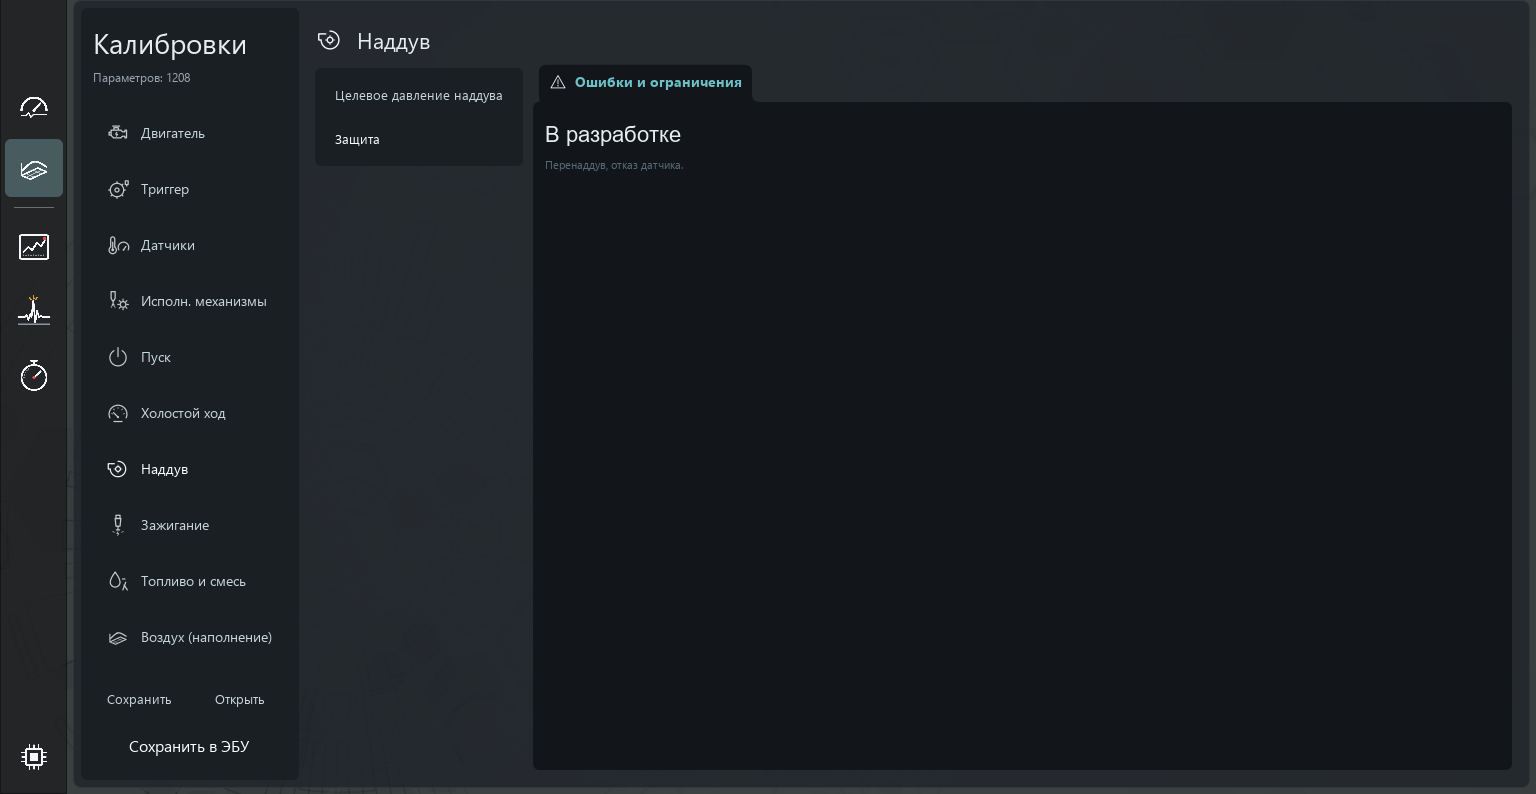 Калибровки
Параметров: 1208
Двигатель
Триггер
Датчики
Исполн. механизмы
Пуск
Холостой ход
Наддув
Зажигание
Топливо и смесь
Воздух (наполнение)
Сохранить
Открыть
Сохранить в ЭБУ
Наддув
Целевое давление наддува
Защита
Ошибки и ограничения
В разработке
Перенаддув, отказ датчика.